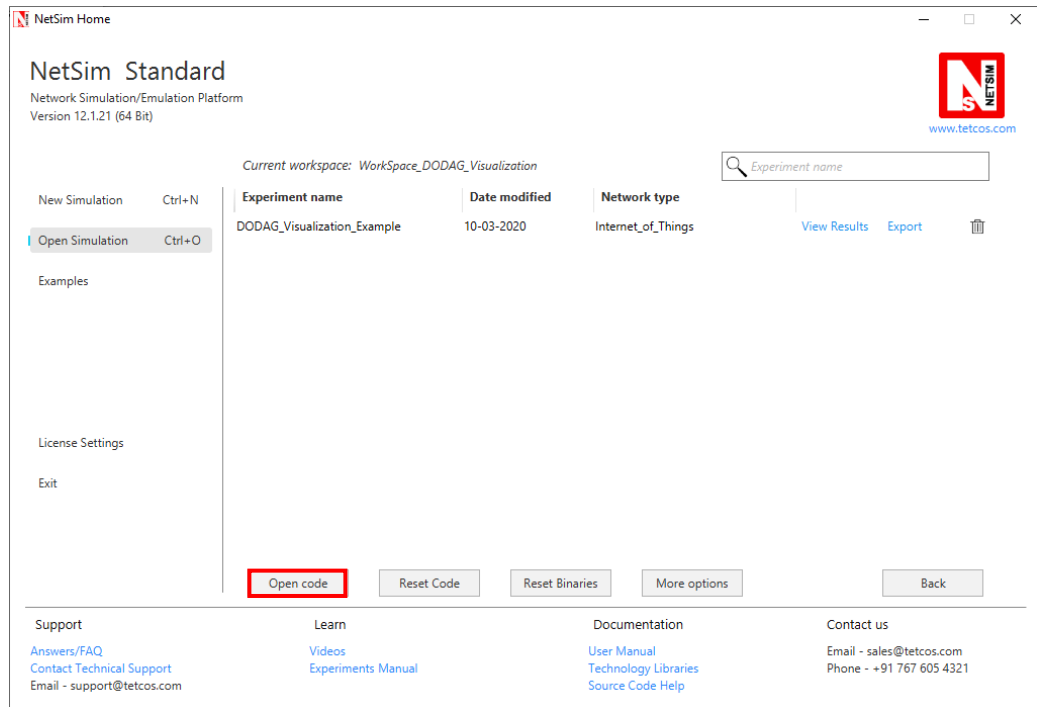 NetSim Home
NetSim Standard
Network Simulation/Emulation Platform
Version 12.1.21 (64 Bit)
NETSIM
NS
www.tetcos.com
Current workspace: WorkSpace_DODAG_Visualization
Experiment name
New Simulation Ctrl+N
Open Simulation Ctrl+O
Examples
License Settings
Exit
Experiment name Date modified Network type
DODAG_Visualization_Example 10-03-2020 Internet_of_Things View Results Export
Open code Reset Code Reset Binaries More options Back
Support
Answers/FAQ
Contact Technical Support
Email - support@tetcos.com
Learn
Videos
Experiments Manual
Documentation
User Manual
Technology Libraries
Source Code Help
Contact us
Email - sales@tetcos.com
Phone - +91 767 605 4321